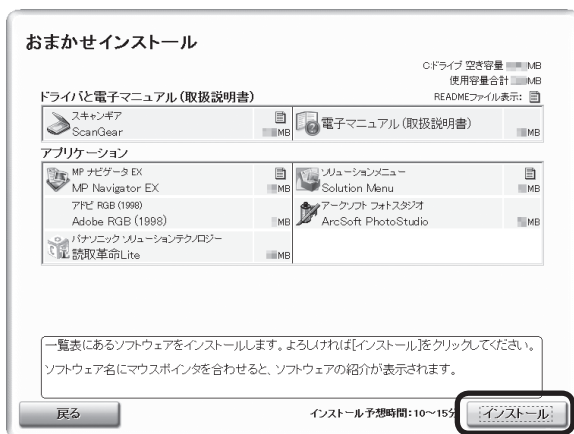 おまかせインストール
Cドライブ 空き容量 MB
使用容量合計 MB
ドライバと電子マニュアル(取扱説明書)
READMEファイル表示:
スキャンギア
ScanGear
MB
電子マニュアル(取扱説明書)
MB
アプリケーション
MP ナビゲータ EX
MP Navigator EX
MB
ソリューションメニュー
Solution Menu
MB
アドビ RGB (1998)
Adobe RGB (1998)
MB
アークソフト フォトスタジオ
ArcSoft PhotoStudio
MB
パナソニック ソリューションテクノロジー
読取革命Lite
MB
一覧表にあるソフトウェアをインストールします。よろしければ[インストール]をクリックしてください。
ソフトウェア名にマウスポインタを合わせると、ソフトウェアの紹介が表示されます。
戻る
インストール予想時間:10〜15分
インストール